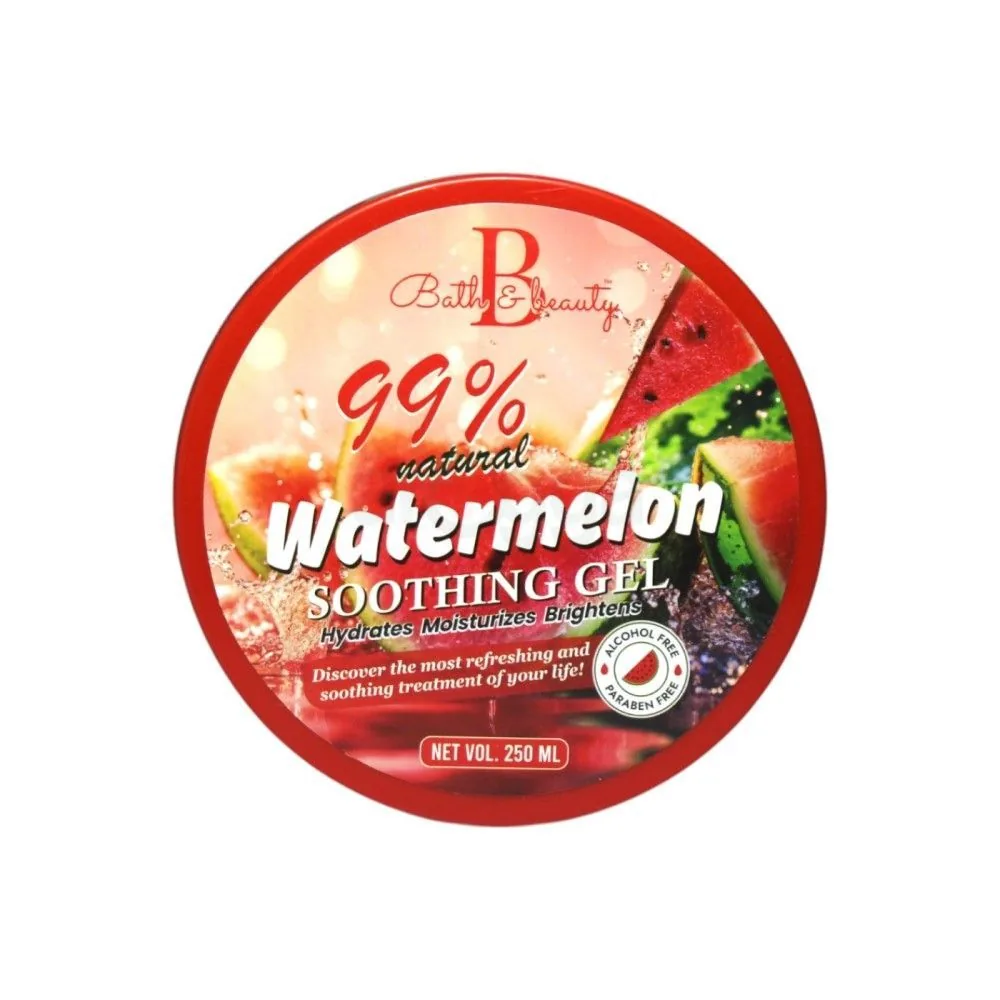 B
Bath & beauty™
99%
natural
Watermelon
SOOTHING GEL
Hydrates Moisturizes Brightens
Discover the most refreshing and
soothing treatment of your life!
ALCOHOL FREE
PARABEN FREE
NET VOL. 250 ML